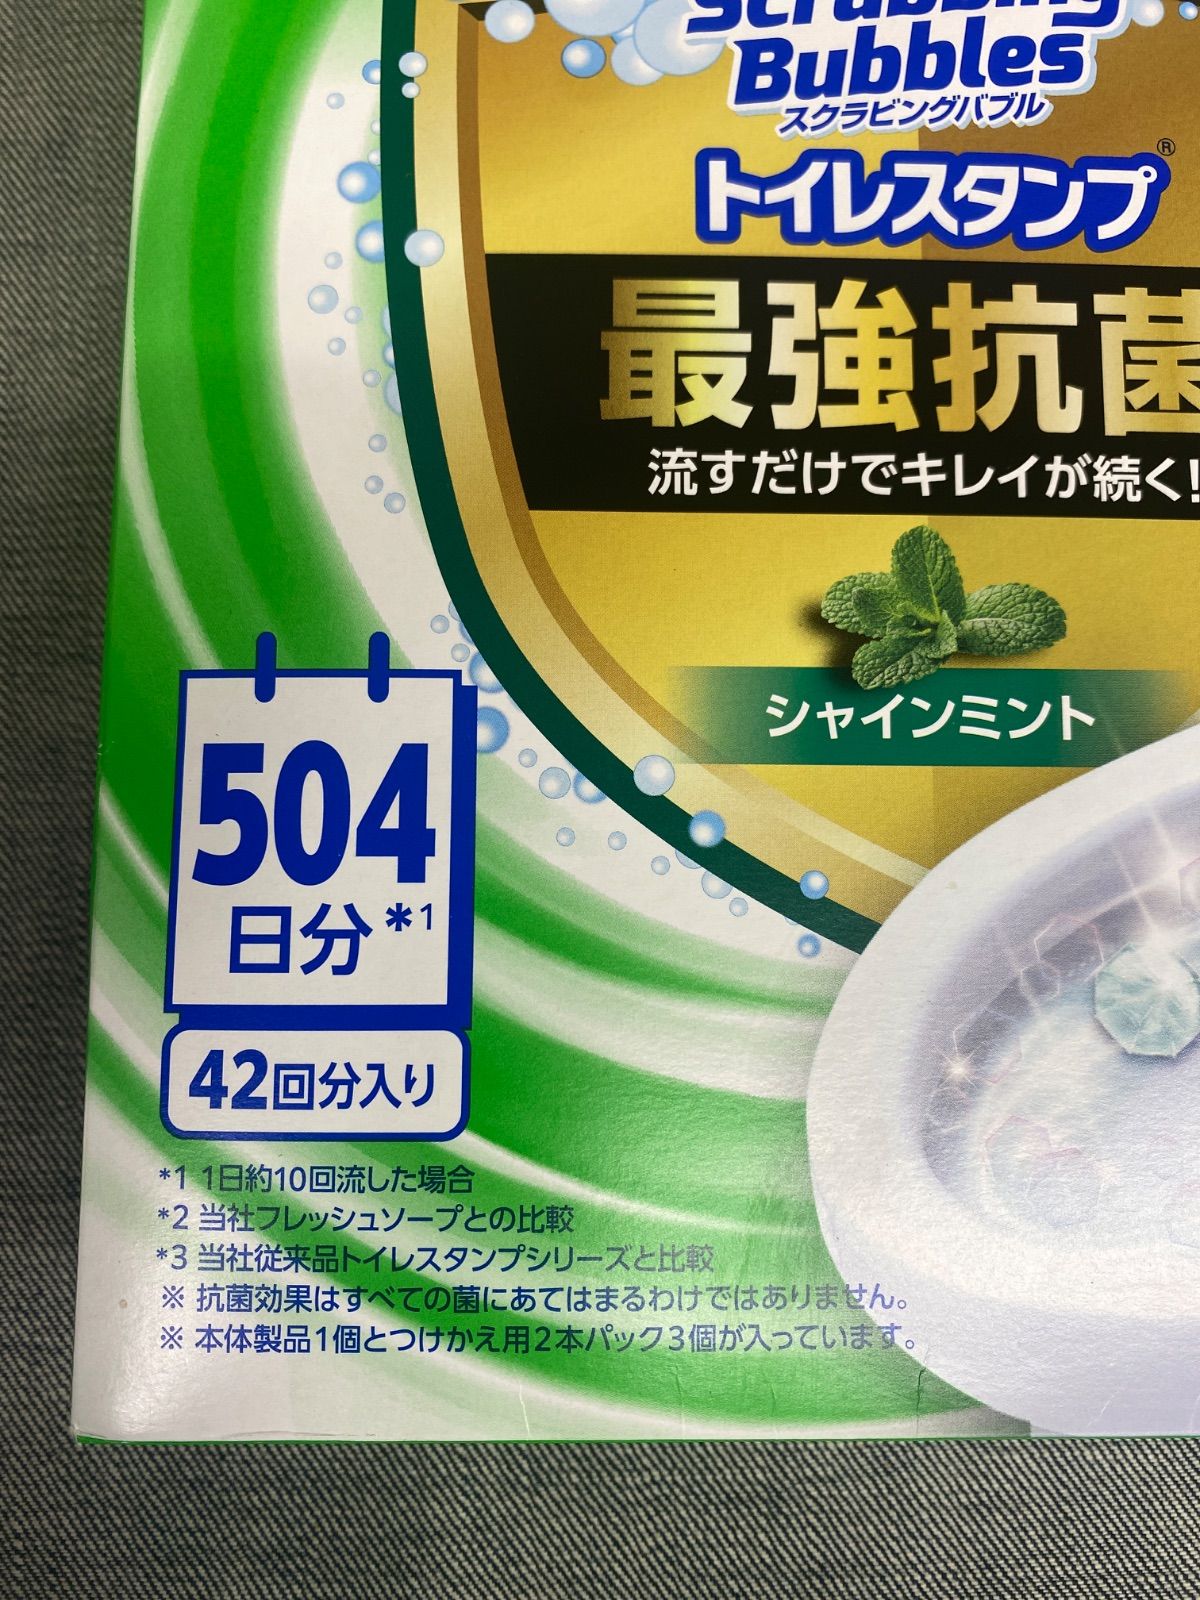 Scrubbing
Bubbles
スクラビングバブル
トイレスタンプ®
最強抗菌
流すだけでキレイが続く!
シャインミント
504
日分*1
42回分入り
*1 1日約10回流した場合
*2 当社フレッシュソープとの比較
*3 当社従来品トイレスタンプシリーズと比較
※ 抗菌効果はすべての菌にあてはまるわけではありません。
※ 本体製品1個とつけかえ用2本パック3個が入っています。